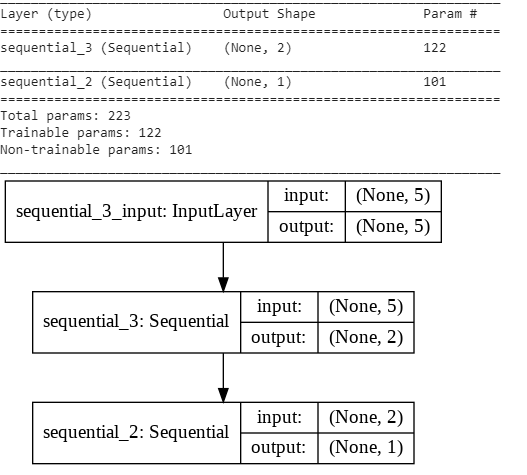 Layer (type) Output Shape Param #
sequential_3 (Sequential) (None, 2) 122
sequential_2 (Sequential) (None, 1) 101
Total params: 223
Trainable params: 122
Non-trainable params: 101
sequential_3_input: InputLayer
input: (None, 5)
output: (None, 5)
sequential_3: Sequential
input: (None, 5)
output: (None, 2)
sequential_2: Sequential
input: (None, 2)
output: (None, 1)